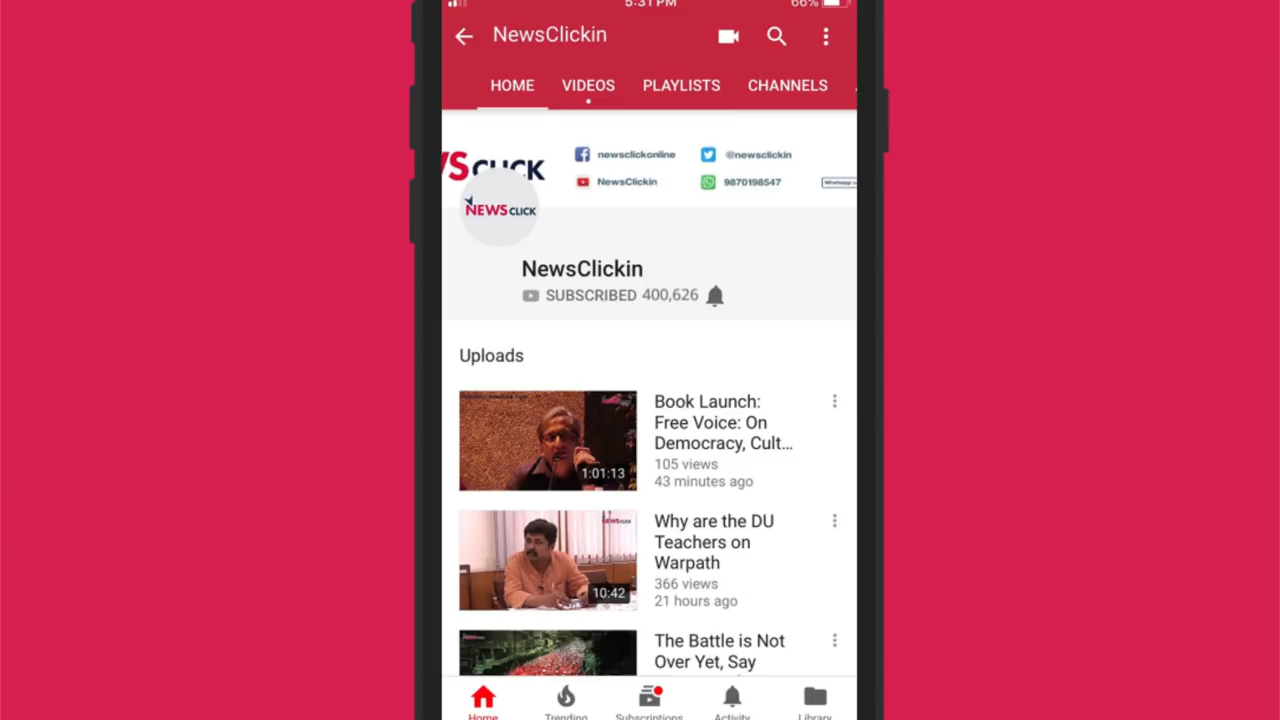 5:31 PM
66%
NewsClickin
HOME VIDEOS PLAYLISTS CHANNELS
WS CLICK
newsclickonline
@newsclickin
NewsClickin
9870198547
NEWS CLICK
NewsClickin
SUBSCRIBED 400,626
Uploads
Book Launch:
Free Voice: On
Democracy, Cult...
105 views
43 minutes ago
1:01:13
Why are the DU
Teachers on
Warpath
366 views
21 hours ago
NEWSCLICK
10:42
The Battle is Not
Over Yet, Say
Home Trending Subscriptions Activity Library